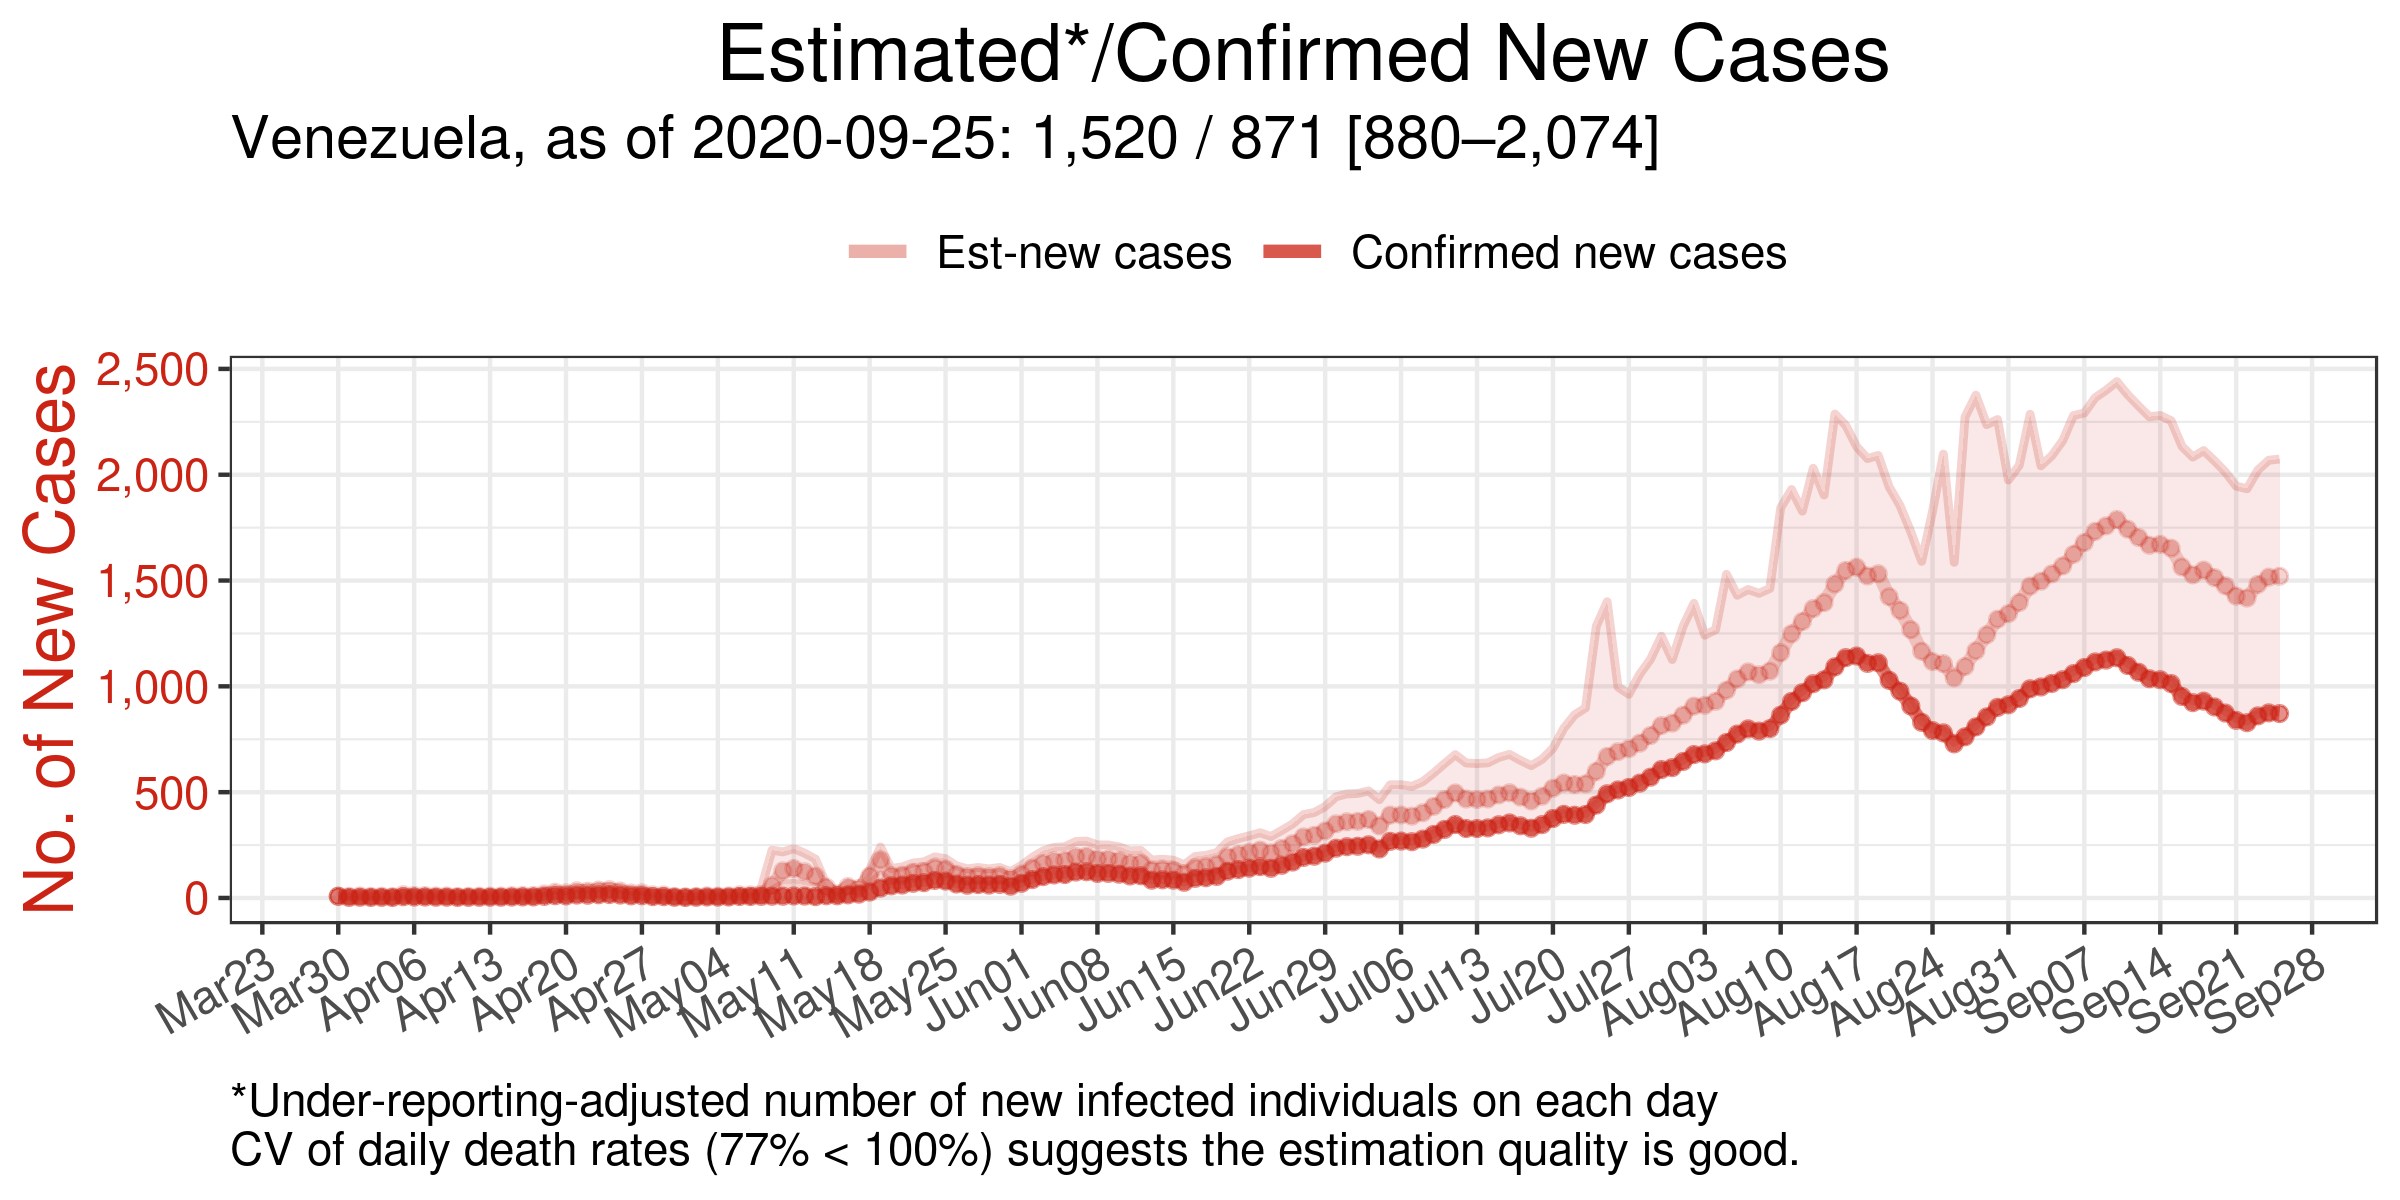 Estimated*/Confirmed New Cases
Venezuela, as of 2020-09-25: 1,520 / 871 [880–2,074]
Est-new cases
Confirmed new cases
No. of New Cases
2,500
2,000
1,500
1,000
500
0
Mar23
Mar30
Apr06
Apr13
Apr20
Apr27
May04
May11
May18
May25
Jun01
Jun08
Jun15
Jun22
Jun29
Jul06
Jul13
Jul20
Jul27
Aug03
Aug10
Aug17
Aug24
Aug31
Sep07
Sep14
Sep21
Sep28
*Under-reporting-adjusted number of new infected individuals on each day
CV of daily death rates (77% < 100%) suggests the estimation quality is good.